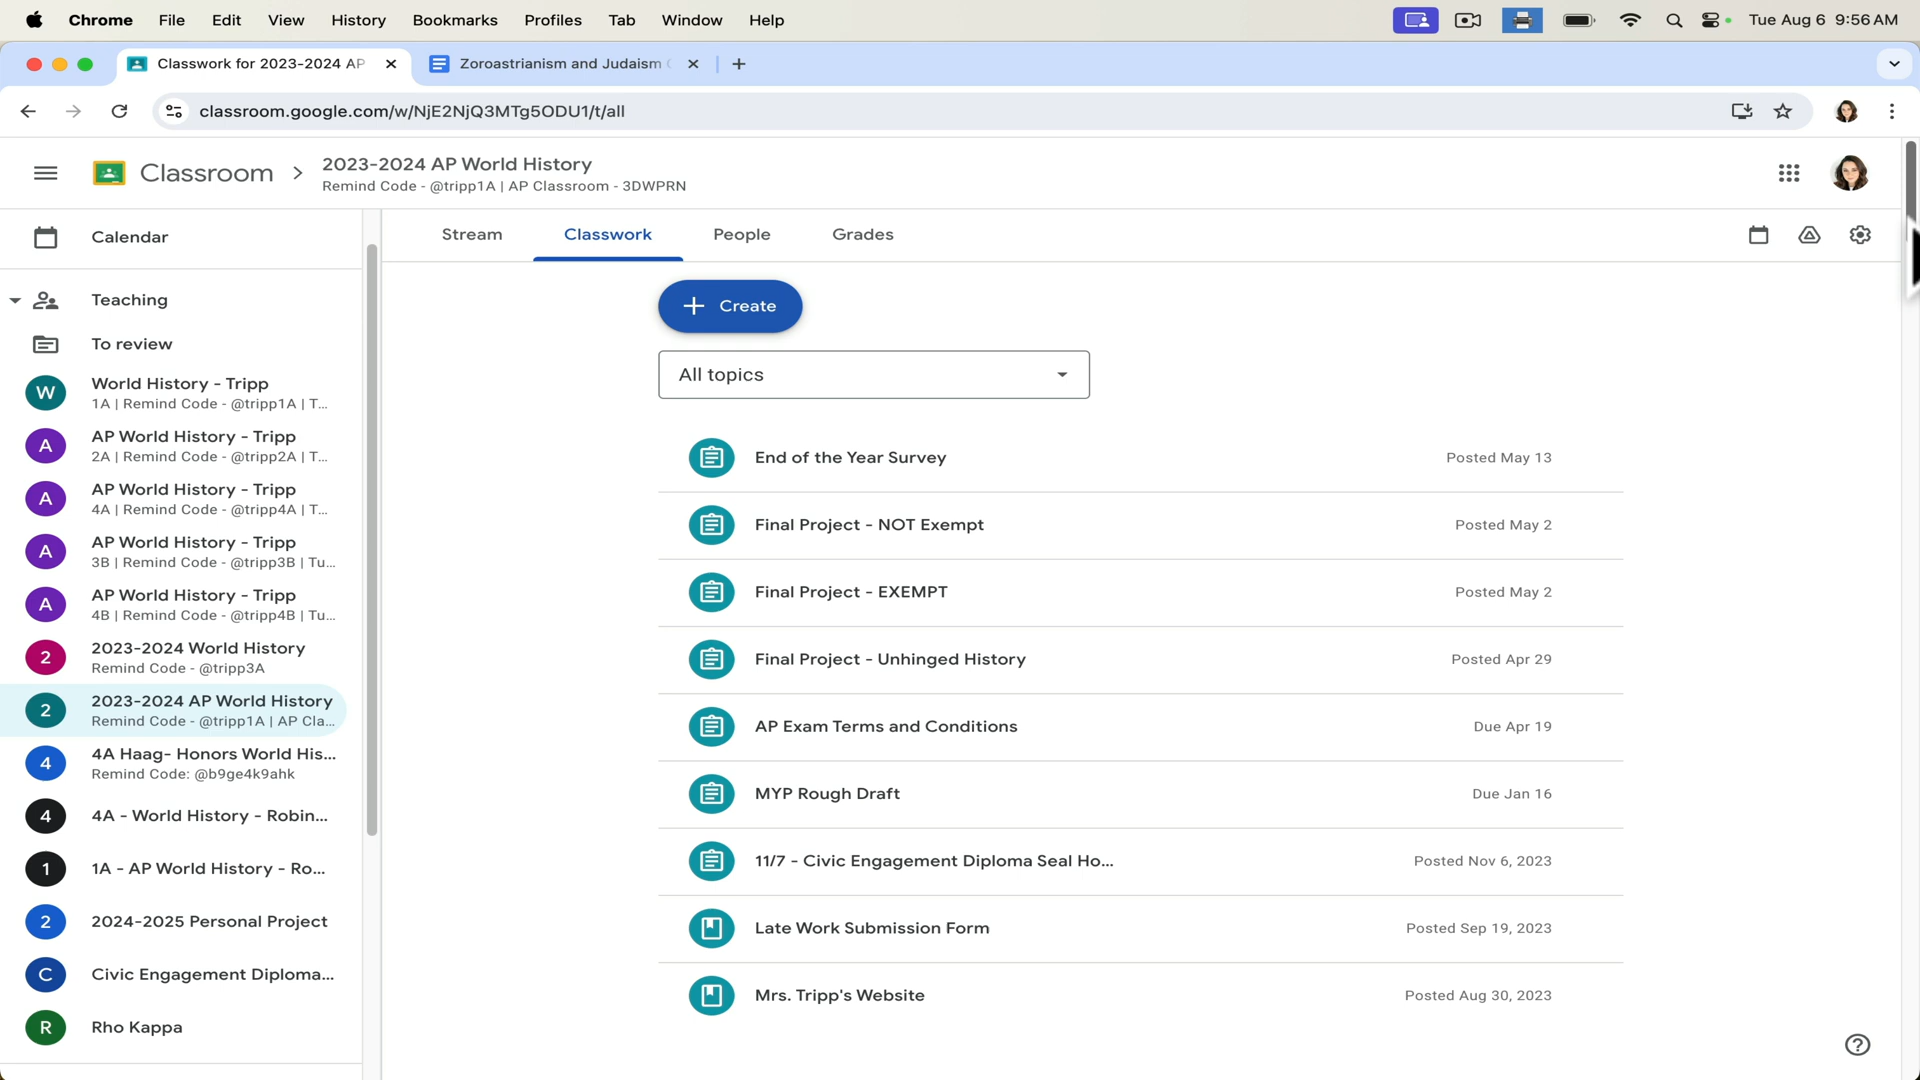 Chrome File Edit View History Bookmarks Profiles Tab Window Help Tue Aug 6 9:56 AM
Classwork for 2023-2024 AP Zoroastrianism and Judaism
classroom.google.com/w/NjE2NjQ3MTg5ODU1/t/all
Classroom > 2023-2024 AP World History
Remind Code - @tripp1A | AP Classroom - 3DWPRN
Calendar
Teaching
To review
W
World History - Tripp
1A | Remind Code - @tripp1A | T...
A
AP World History - Tripp
2A | Remind Code - @tripp2A | T...
A
AP World History - Tripp
4A | Remind Code - @tripp4A | T...
A
AP World History - Tripp
3B | Remind Code - @tripp3B | Tu...
A
AP World History - Tripp
4B | Remind Code - @tripp4B | Tu...
2
2023-2024 World History
Remind Code - @tripp3A
2
2023-2024 AP World History
Remind Code - @tripp1A | AP Cla...
4
4A Haag- Honors World His...
Remind Code: @b9ge4k9ahk
4
4A - World History - Robin...
1
1A - AP World History - Ro...
2
2024-2025 Personal Project
C
Civic Engagement Diploma...
R
Rho Kappa
Stream Classwork People Grades
+ Create
All topics
End of the Year Survey Posted May 13
Final Project - NOT Exempt Posted May 2
Final Project - EXEMPT Posted May 2
Final Project - Unhinged History Posted Apr 29
AP Exam Terms and Conditions Due Apr 19
MYP Rough Draft Due Jan 16
11/7 - Civic Engagement Diploma Seal Ho... Posted Nov 6, 2023
Late Work Submission Form Posted Sep 19, 2023
Mrs. Tripp's Website Posted Aug 30, 2023